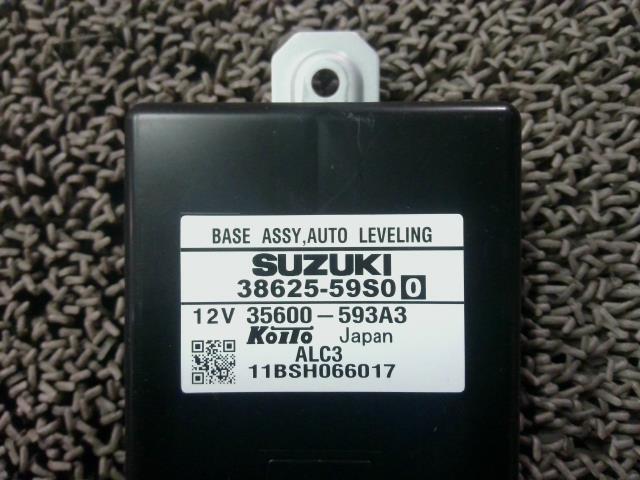 BASE ASSY,AUTO LEVELING
SUZUKI
38625-59S0 0
12V 35600-593A3
KOITO Japan
ALC3
11BSH066017